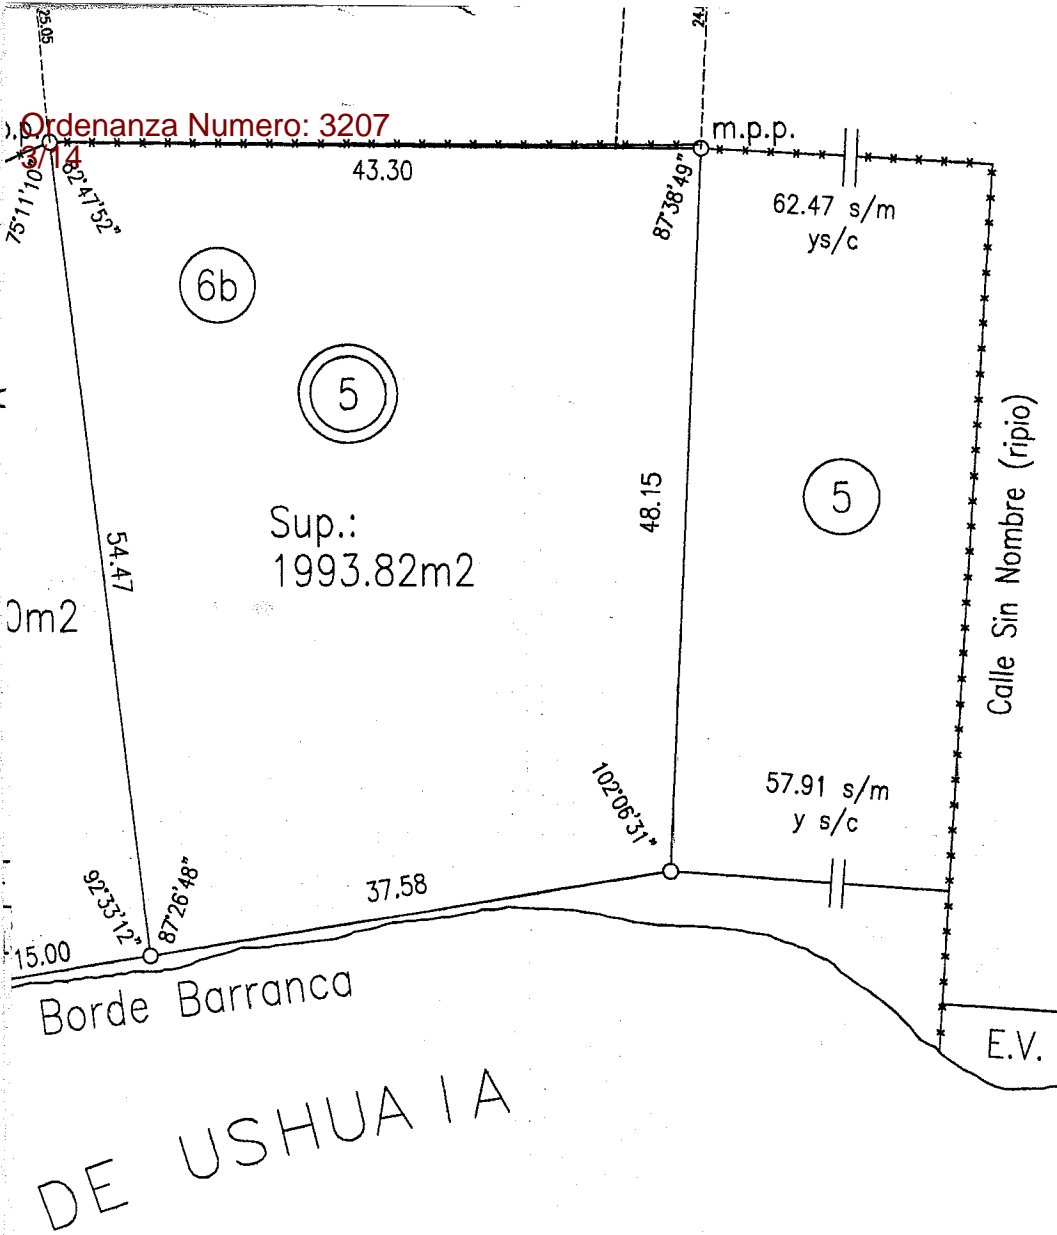 25.05
24.
Ordenanza Numero: 3207
3/14
m.p.p.
43.30
75°11'10"
82°47'52"
87°38'49"
62.47 s/m
ys/c
6b
5
5
48.15
Calle Sin Nombre (ripio)
Sup.:
1993.82m2
54.47
0m2
57.91 s/m
y s/c
102°06'31"
37.58
92°33'12"
87°26'48"
15.00
Borde Barranca
E.V.
DE USHUAIA